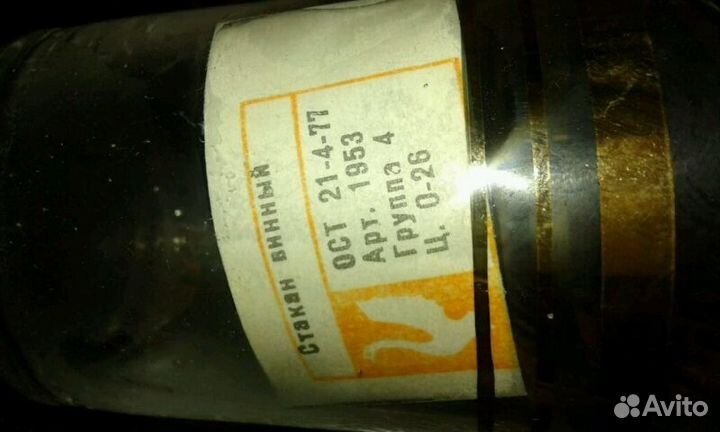 Стакан винный
ОСТ 21-4-77
Арт. 1953
Группа 4
Ц. 0-26
Avito